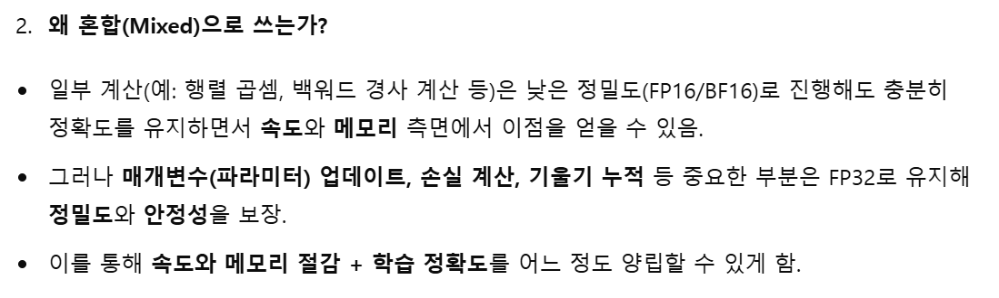 2. 왜 혼합(Mixed)으로 쓰는가?
• 일부 계산(예: 행렬 곱셈, 백워드 경사 계산 등)은 낮은 정밀도(FP16/BF16)로 진행해도 충분히
정확도를 유지하면서 속도와 메모리 측면에서 이점을 얻을 수 있음.
• 그러나 매개변수(파라미터) 업데이트, 손실 계산, 기울기 누적 등 중요한 부분은 FP32로 유지해
정밀도와 안정성을 보장.
• 이를 통해 속도와 메모리 절감 + 학습 정확도를 어느 정도 양립할 수 있게 함.